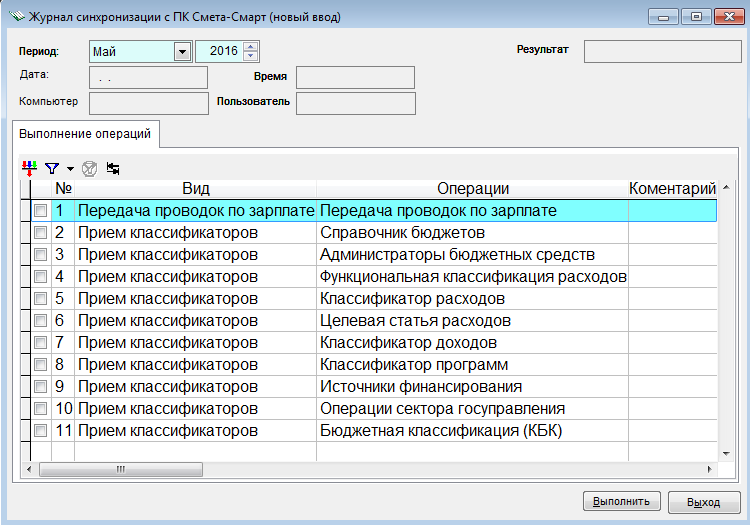 Журнал синхронизации с ПК Смета-Смарт (новый ввод)
Период: Май 2016 Результат
Дата: . . Время
Компьютер Пользователь
Выполнение операций
№ Вид Операции Коментарий
1 Передача проводок по зарплате Передача проводок по зарплате
2 Прием классификаторов Справочник бюджетов
3 Прием классификаторов Администраторы бюджетных средств
4 Прием классификаторов Функциональная классификация расходов
5 Прием классификаторов Классификатор расходов
6 Прием классификаторов Целевая статья расходов
7 Прием классификаторов Классификатор доходов
8 Прием классификаторов Классификатор программ
9 Прием классификаторов Источники финансирования
10 Прием классификаторов Операции сектора госуправления
11 Прием классификаторов Бюджетная классификация (КБК)
Выполнить Выход